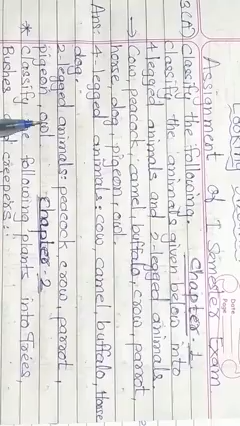 Looking
Date
Page
Assignment of 1 Semester Exam
Chapter - 1
Q(A) Classify the following.
classify the animals given below into
4 legged animals and 2 legged animals
→ Cow, peacock, camel, buffalo, crow, parrot,
horse, dog, pigeon, owl.
Ans: 4 legged animals: cow, camel, buffalo, horse
dog.
2 legged animals: peacock crow, parrot,
pigeon, owl
Chapter - 2
* Classify the following plants into Trees,
Bushes creepers: